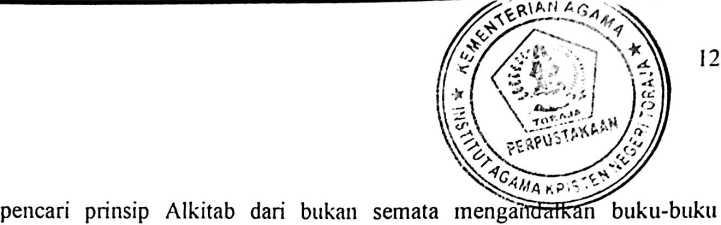 12
KEMENTERIAN AGAMA
TORAJA
PERPUSTAKAAN
INSTITUT AGAMA KRISTEN NEGERI TORAJA
pencari prinsip Alkitab dari bukan semata mengandalkan buku-buku